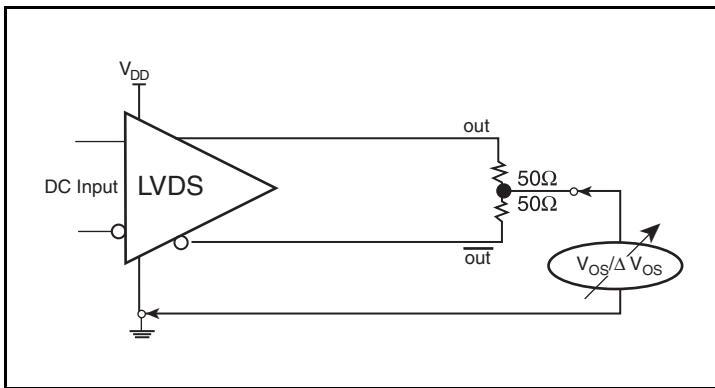 V_DD
out
DC Input
LVDS
50Ω
50Ω
out
V_OS/Δ V_OS